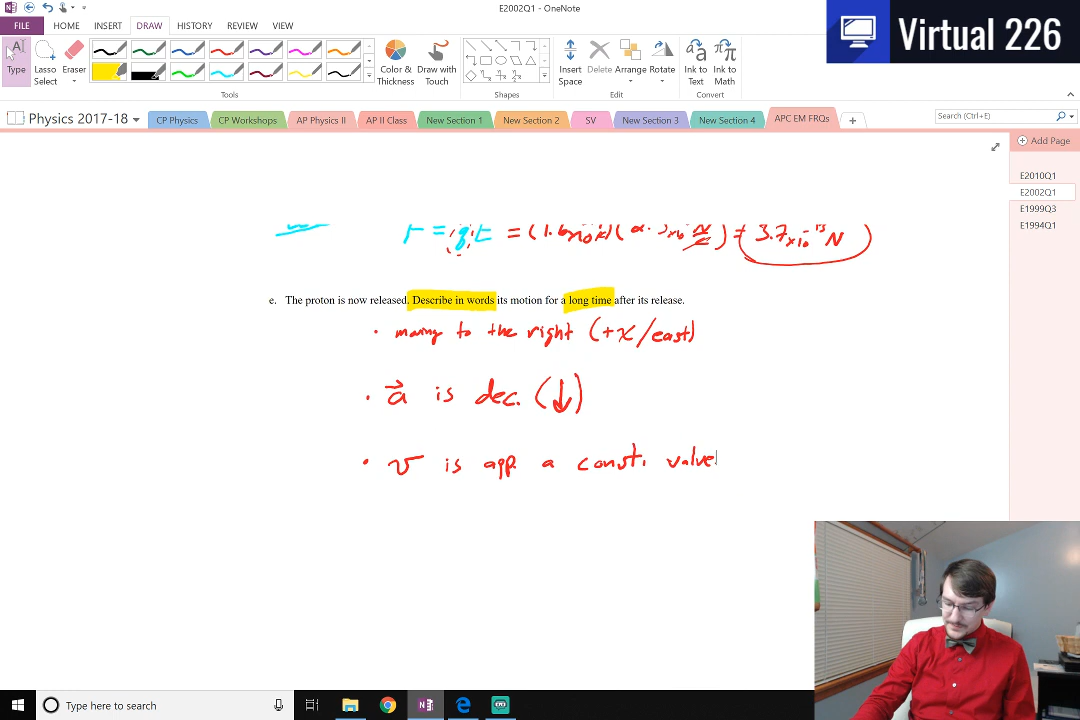 E2002Q1 - OneNote
Virtual 226
FILE HOME INSERT DRAW HISTORY REVIEW VIEW
Type Lasso Select Eraser Color & Thickness Draw with Touch Insert Space Delete Arrange Rotate Ink to Text Ink to Math
Tools Shapes Edit Convert
Physics 2017-18 CP Physics CP Workshops AP Physics II AP II Class New Section 1 New Section 2 SV New Section 3 New Section 4 APC EM FRQs Search (Ctrl+E)
Add Page
E2010Q1
E2002Q1
E1999Q3
E1994Q1
= 3.7x10⁻¹³ N
e. The proton is now released. Describe in words its motion for a long time after its release.
• moving to the right (+x/east)
• a⃗ is dec. (↓)
• v is app. a const. value
Type here to search